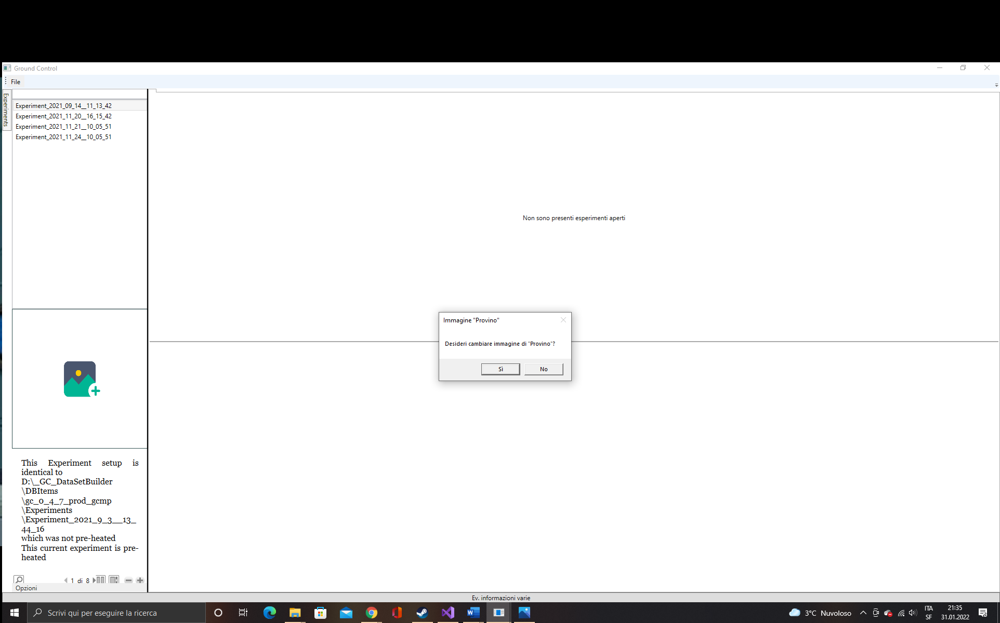 Ground Control
File
Experiments
Experiment_2021_09_14__11_13_42
Experiment_2021_11_20__16_15_42
Experiment_2021_11_21__10_05_51
Experiment_2021_11_24__10_05_51
Non sono presenti esperimenti aperti
Immagine "Provino"
Desideri cambiare immagine di "Provino"?
Sì No
This Experiment setup is
identical to
D:\_GC_DataSetBuilder
\DBItems
\gc_0_4_7_prod_gcmp
\Experiments
\Experiment_2021_9_3__13_
44_16
which was not pre-heated
This current experiment is pre-
heated
1 di 8
Opzioni
Ev. informazioni varie
Scrivi qui per eseguire la ricerca
3°C Nuvoloso
ITA
SF
21:35
31.01.2022